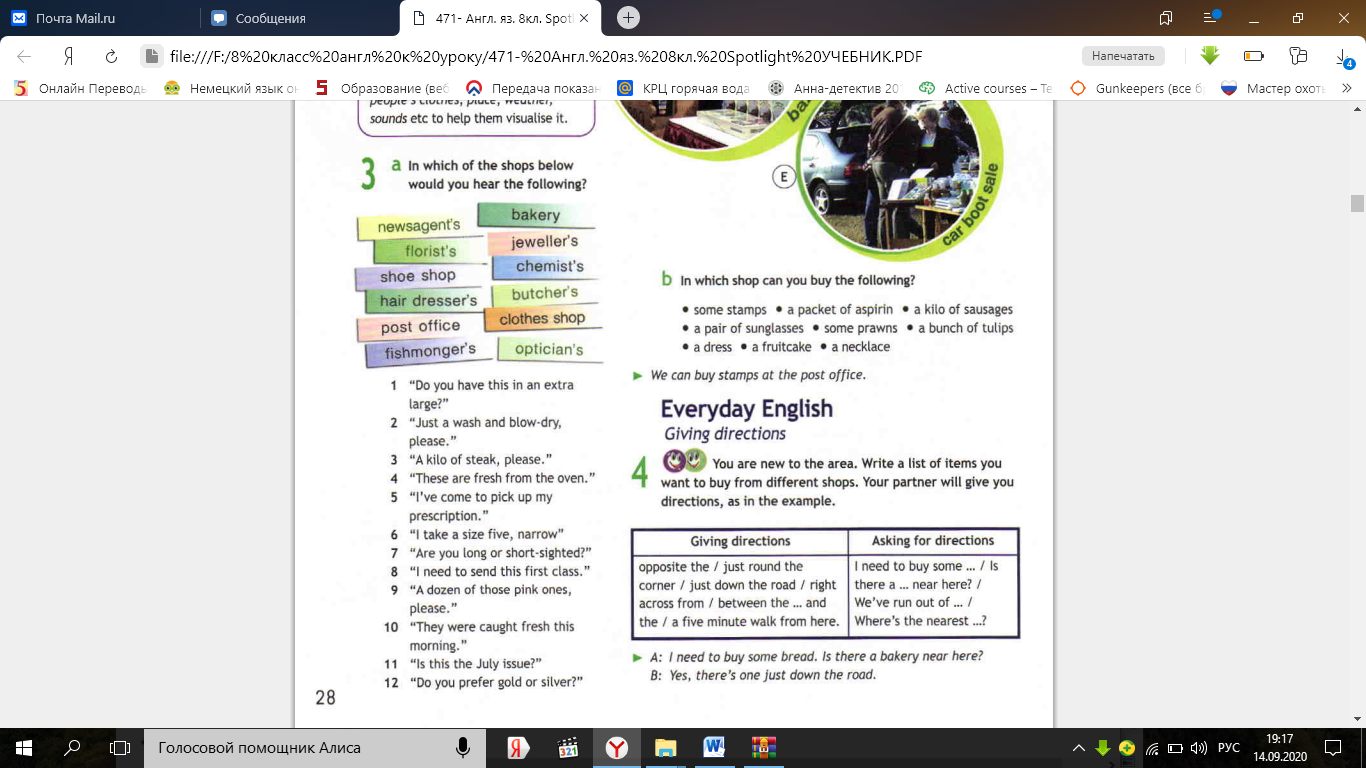 Почта Mail.ru
Сообщения
471- Англ. яз. 8кл. Spotl
file:///F:/8%20класс%20англ%20к%20уроку/471-%20Англ.%20яз.%208кл.%20Spotlight%20УЧЕБНИК.PDF
Напечатать
4
Онлайн Переводы
Немецкий язык он
Образование (веб
Передача показан
КРЦ горячая вода
Анна-детектив 20
Active courses – Te
Gunkeepers (все
Мастер охоты
people's clothes, place, weather,
sounds etc to help them visualise it.
3 a In which of the shops below
would you hear the following?
newsagent's
bakery
florist's
jeweller's
shoe shop
chemist's
hair dresser's
butcher's
post office
clothes shop
fishmonger's
optician's
1 "Do you have this in an extra
large?"
2 "Just a wash and blow-dry,
please."
3 "A kilo of steak, please."
4 "These are fresh from the oven."
5 "I've come to pick up my
prescription."
6 "I take a size five, narrow"
7 "Are you long or short-sighted?"
8 "I need to send this first class."
9 "A dozen of those pink ones,
please."
10 "They were caught fresh this
morning."
11 "Is this the July issue?"
12 "Do you prefer gold or silver?"
28
E
car boot sale
b In which shop can you buy the following?
• some stamps • a packet of aspirin • a kilo of sausages
• a pair of sunglasses • some prawns • a bunch of tulips
• a dress • a fruitcake • a necklace
We can buy stamps at the post office.
Everyday English
Giving directions
4 You are new to the area. Write a list of items you
want to buy from different shops. Your partner will give you
directions, as in the example.
Giving directions
opposite the / just round the
corner / just down the road / right
across from / between the ... and
the / a five minute walk from here.
Asking for directions
I need to buy some ... / Is
there a ... near here? /
We've run out of ... /
Where's the nearest ...?
A: I need to buy some bread. Is there a bakery near here?
B: Yes, there's one just down the road.
Голосовой помощник Алиса
321
РУС
19:17
14.09.2020